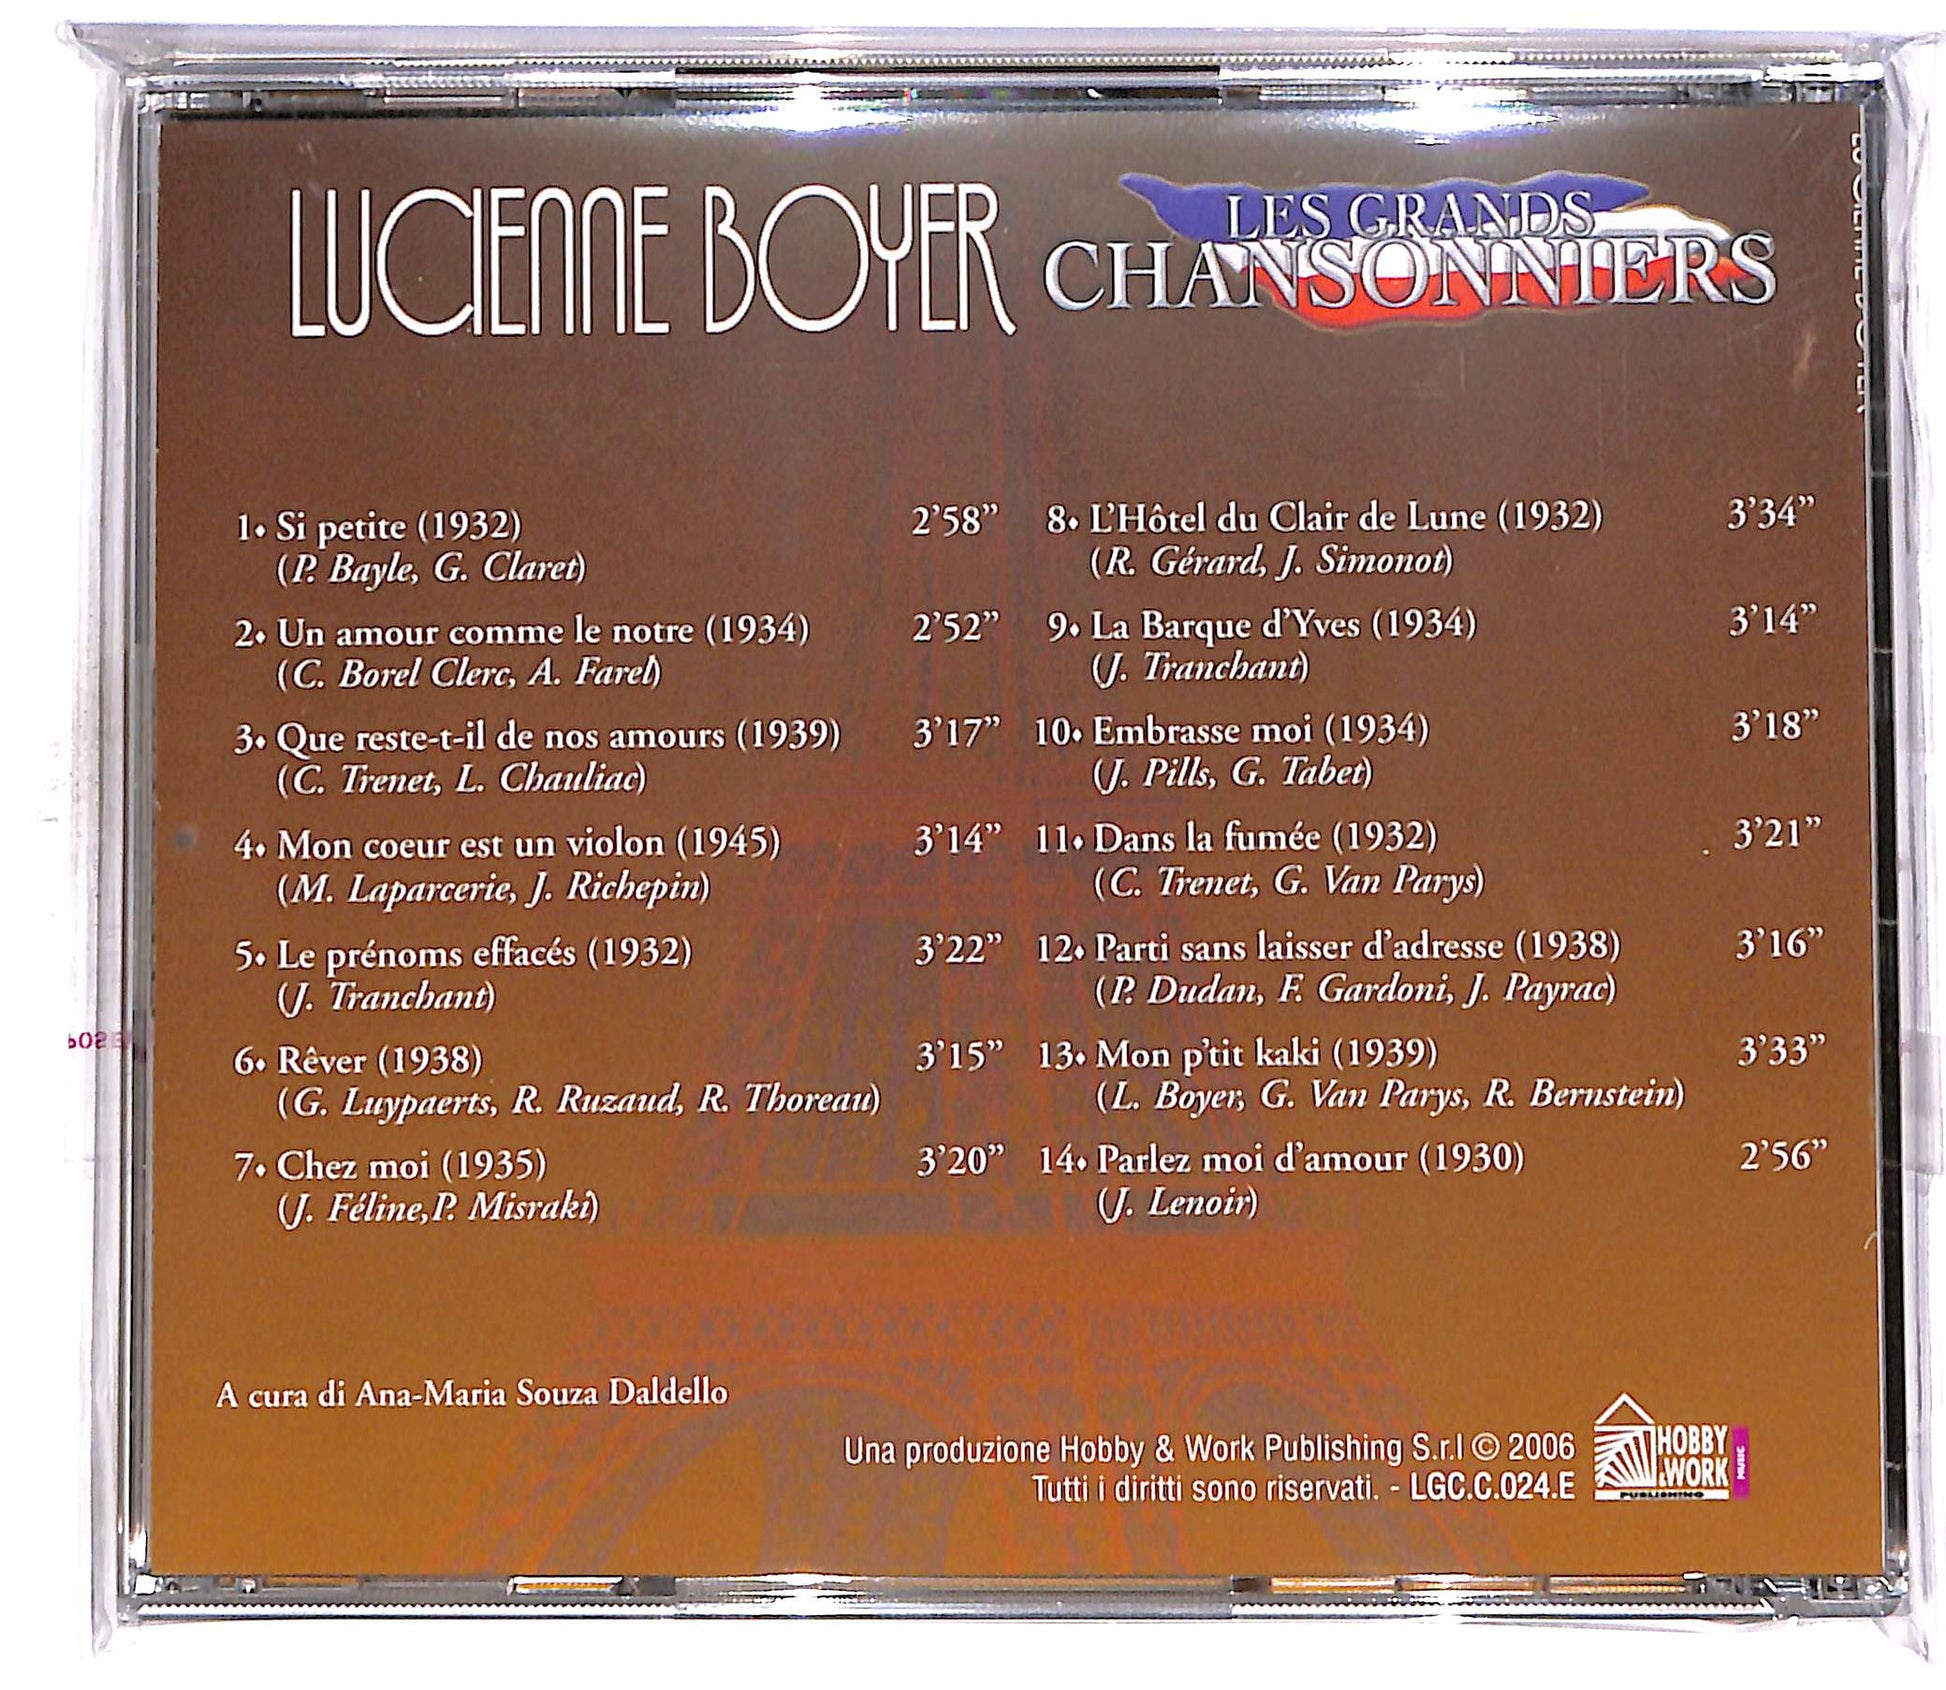 LUCIENNE BOYER
LES GRANDS
CHANSONNIERS
1♦ Si petite (1932) 2’58”
(P. Bayle, G. Claret)
2♦ Un amour comme le notre (1934) 2’52”
(C. Borel Clerc, A. Farel)
3♦ Que reste-t-il de nos amours (1939) 3’17”
(C. Trenet, L. Chauliac)
4♦ Mon coeur est un violon (1945) 3’14”
(M. Laparcerie, J. Richepin)
5♦ Le prénoms effacés (1932) 3’22”
(J. Tranchant)
6♦ Rêver (1938) 3’15”
(G. Luypaerts, R. Ruzaud, R. Thoreau)
7♦ Chez moi (1935) 3’20”
(J. Féline,P. Misraki)
8♦ L’Hôtel du Clair de Lune (1932) 3’34”
(R. Gérard, J. Simonot)
9♦ La Barque d’Yves (1934) 3’14”
(J. Tranchant)
10♦ Embrasse moi (1934) 3’18”
(J. Pills, G. Tabet)
11♦ Dans la fumée (1932) 3’21”
(C. Trenet, G. Van Parys)
12♦ Parti sans laisser d’adresse (1938) 3’16”
(P. Dudan, F. Gardoni, J. Payrac)
13♦ Mon p’tit kaki (1939) 3’33”
(L. Boyer, G. Van Parys, R. Bernstein)
14♦ Parlez moi d’amour (1930) 2’56”
(J. Lenoir)
A cura di Ana-Maria Souza Daldello
Una produzione Hobby & Work Publishing S.r.l © 2006
Tutti i diritti sono riservati. - LGC.C.024.E
HOBBY
& WORK
PUBLISHING
MUSIC
LUCIENNE BOYER